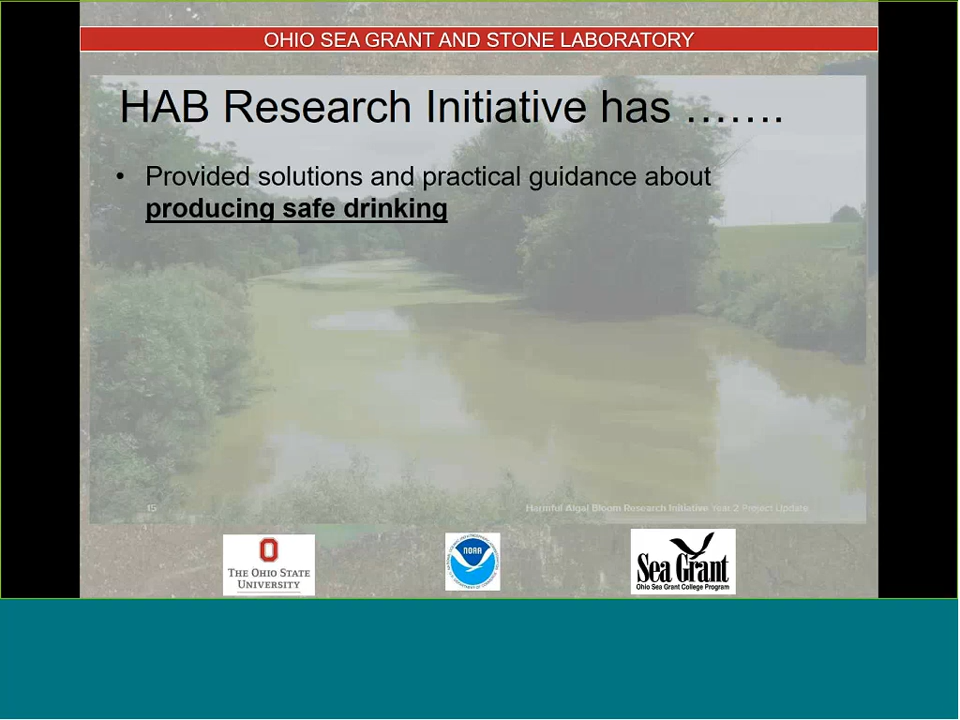 OHIO SEA GRANT AND STONE LABORATORY
HAB Research Initiative has …….
• Provided solutions and practical guidance about
producing safe drinking
15
Harmful Algal Bloom Research Initiative Year 2 Project Update
THE OHIO STATE
UNIVERSITY
NOAA
Sea Grant
Ohio Sea Grant College Program